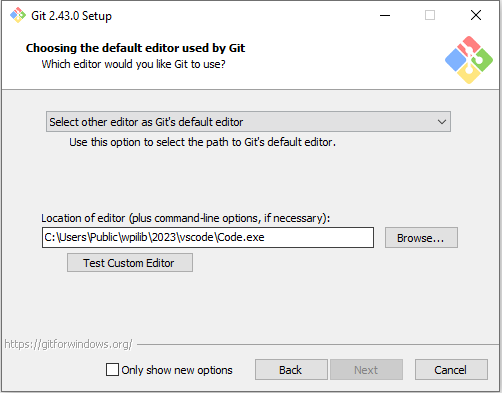 Git 2.43.0 Setup
Choosing the default editor used by Git
Which editor would you like Git to use?
Select other editor as Git's default editor
Use this option to select the path to Git's default editor.
Location of editor (plus command-line options, if necessary):
C:\Users\Public\wpilib\2023\vscode\Code.exe
Browse...
Test Custom Editor
https://gitforwindows.org/
Only show new options
Back
Next
Cancel